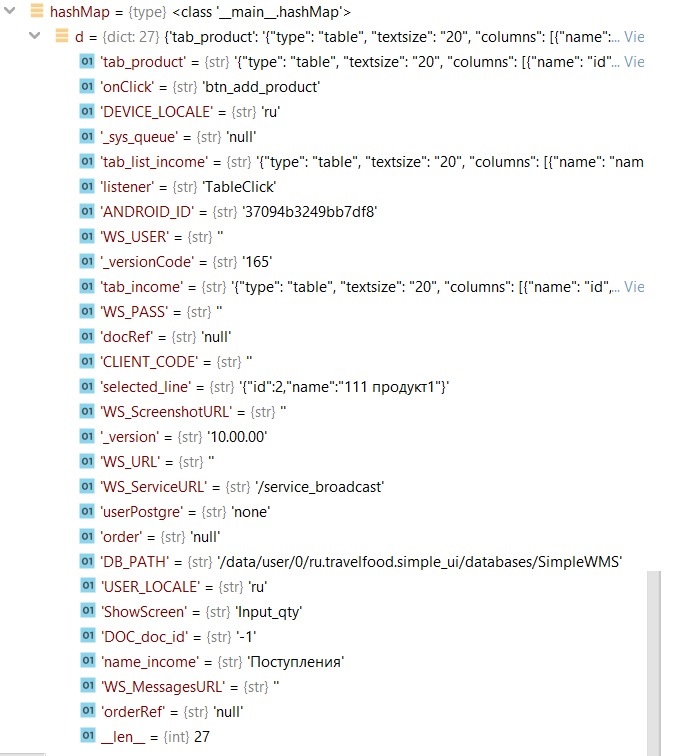 hashMap = {type} <class '__main__.hashMap'>
d = {dict: 27} {'tab_product': '{"type": "table", "textsize": "20", "columns": [{"name":... Vie
01 'tab_product' = {str} '{"type": "table", "textsize": "20", "columns": [{"name": "id"... Vie
01 'onClick' = {str} 'btn_add_product'
01 'DEVICE_LOCALE' = {str} 'ru'
01 '_sys_queue' = {str} 'null'
01 'tab_list_income' = {str} '{"type": "table", "textsize": "20", "columns": [{"name": "nam
01 'listener' = {str} 'TableClick'
01 'ANDROID_ID' = {str} '37094b3249bb7df8'
01 'WS_USER' = {str} ''
01 '_versionCode' = {str} '165'
01 'tab_income' = {str} '{"type": "table", "textsize": "20", "columns": [{"name": "id",... Vie
01 'WS_PASS' = {str} ''
01 'docRef' = {str} 'null'
01 'CLIENT_CODE' = {str} ''
01 'selected_line' = {str} '{"id":2,"name":"111 продукт1"}'
01 'WS_ScreenshotURL' = {str} ''
01 '_version' = {str} '10.00.00'
01 'WS_URL' = {str} ''
01 'WS_ServiceURL' = {str} '/service_broadcast'
01 'userPostgre' = {str} 'none'
01 'order' = {str} 'null'
01 'DB_PATH' = {str} '/data/user/0/ru.travelfood.simple_ui/databases/SimpleWMS'
01 'USER_LOCALE' = {str} 'ru'
01 'ShowScreen' = {str} 'Input_qty'
01 'DOC_doc_id' = {str} '-1'
01 'name_income' = {str} 'Поступления'
01 'WS_MessagesURL' = {str} ''
01 'orderRef' = {str} 'null'
01 __len__ = {int} 27